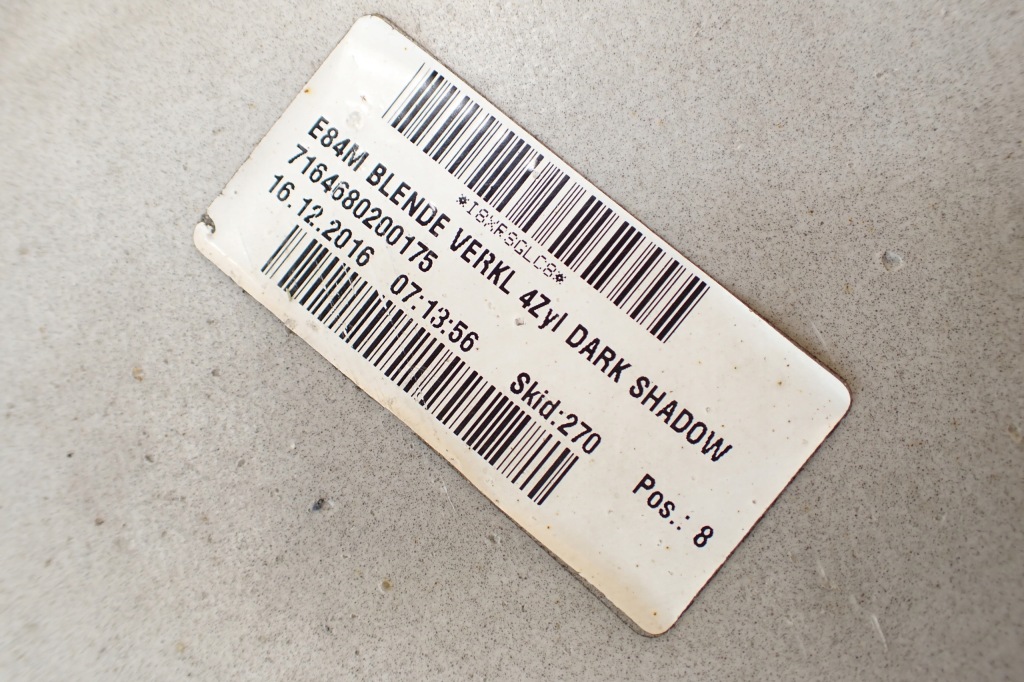 *I8XRSGLC8*
E84M BLENDE VERKL 4Zyl DARK SHADOW
7164680200175
16.12.2016 07:13:56 Skid:270 Pos.: 8